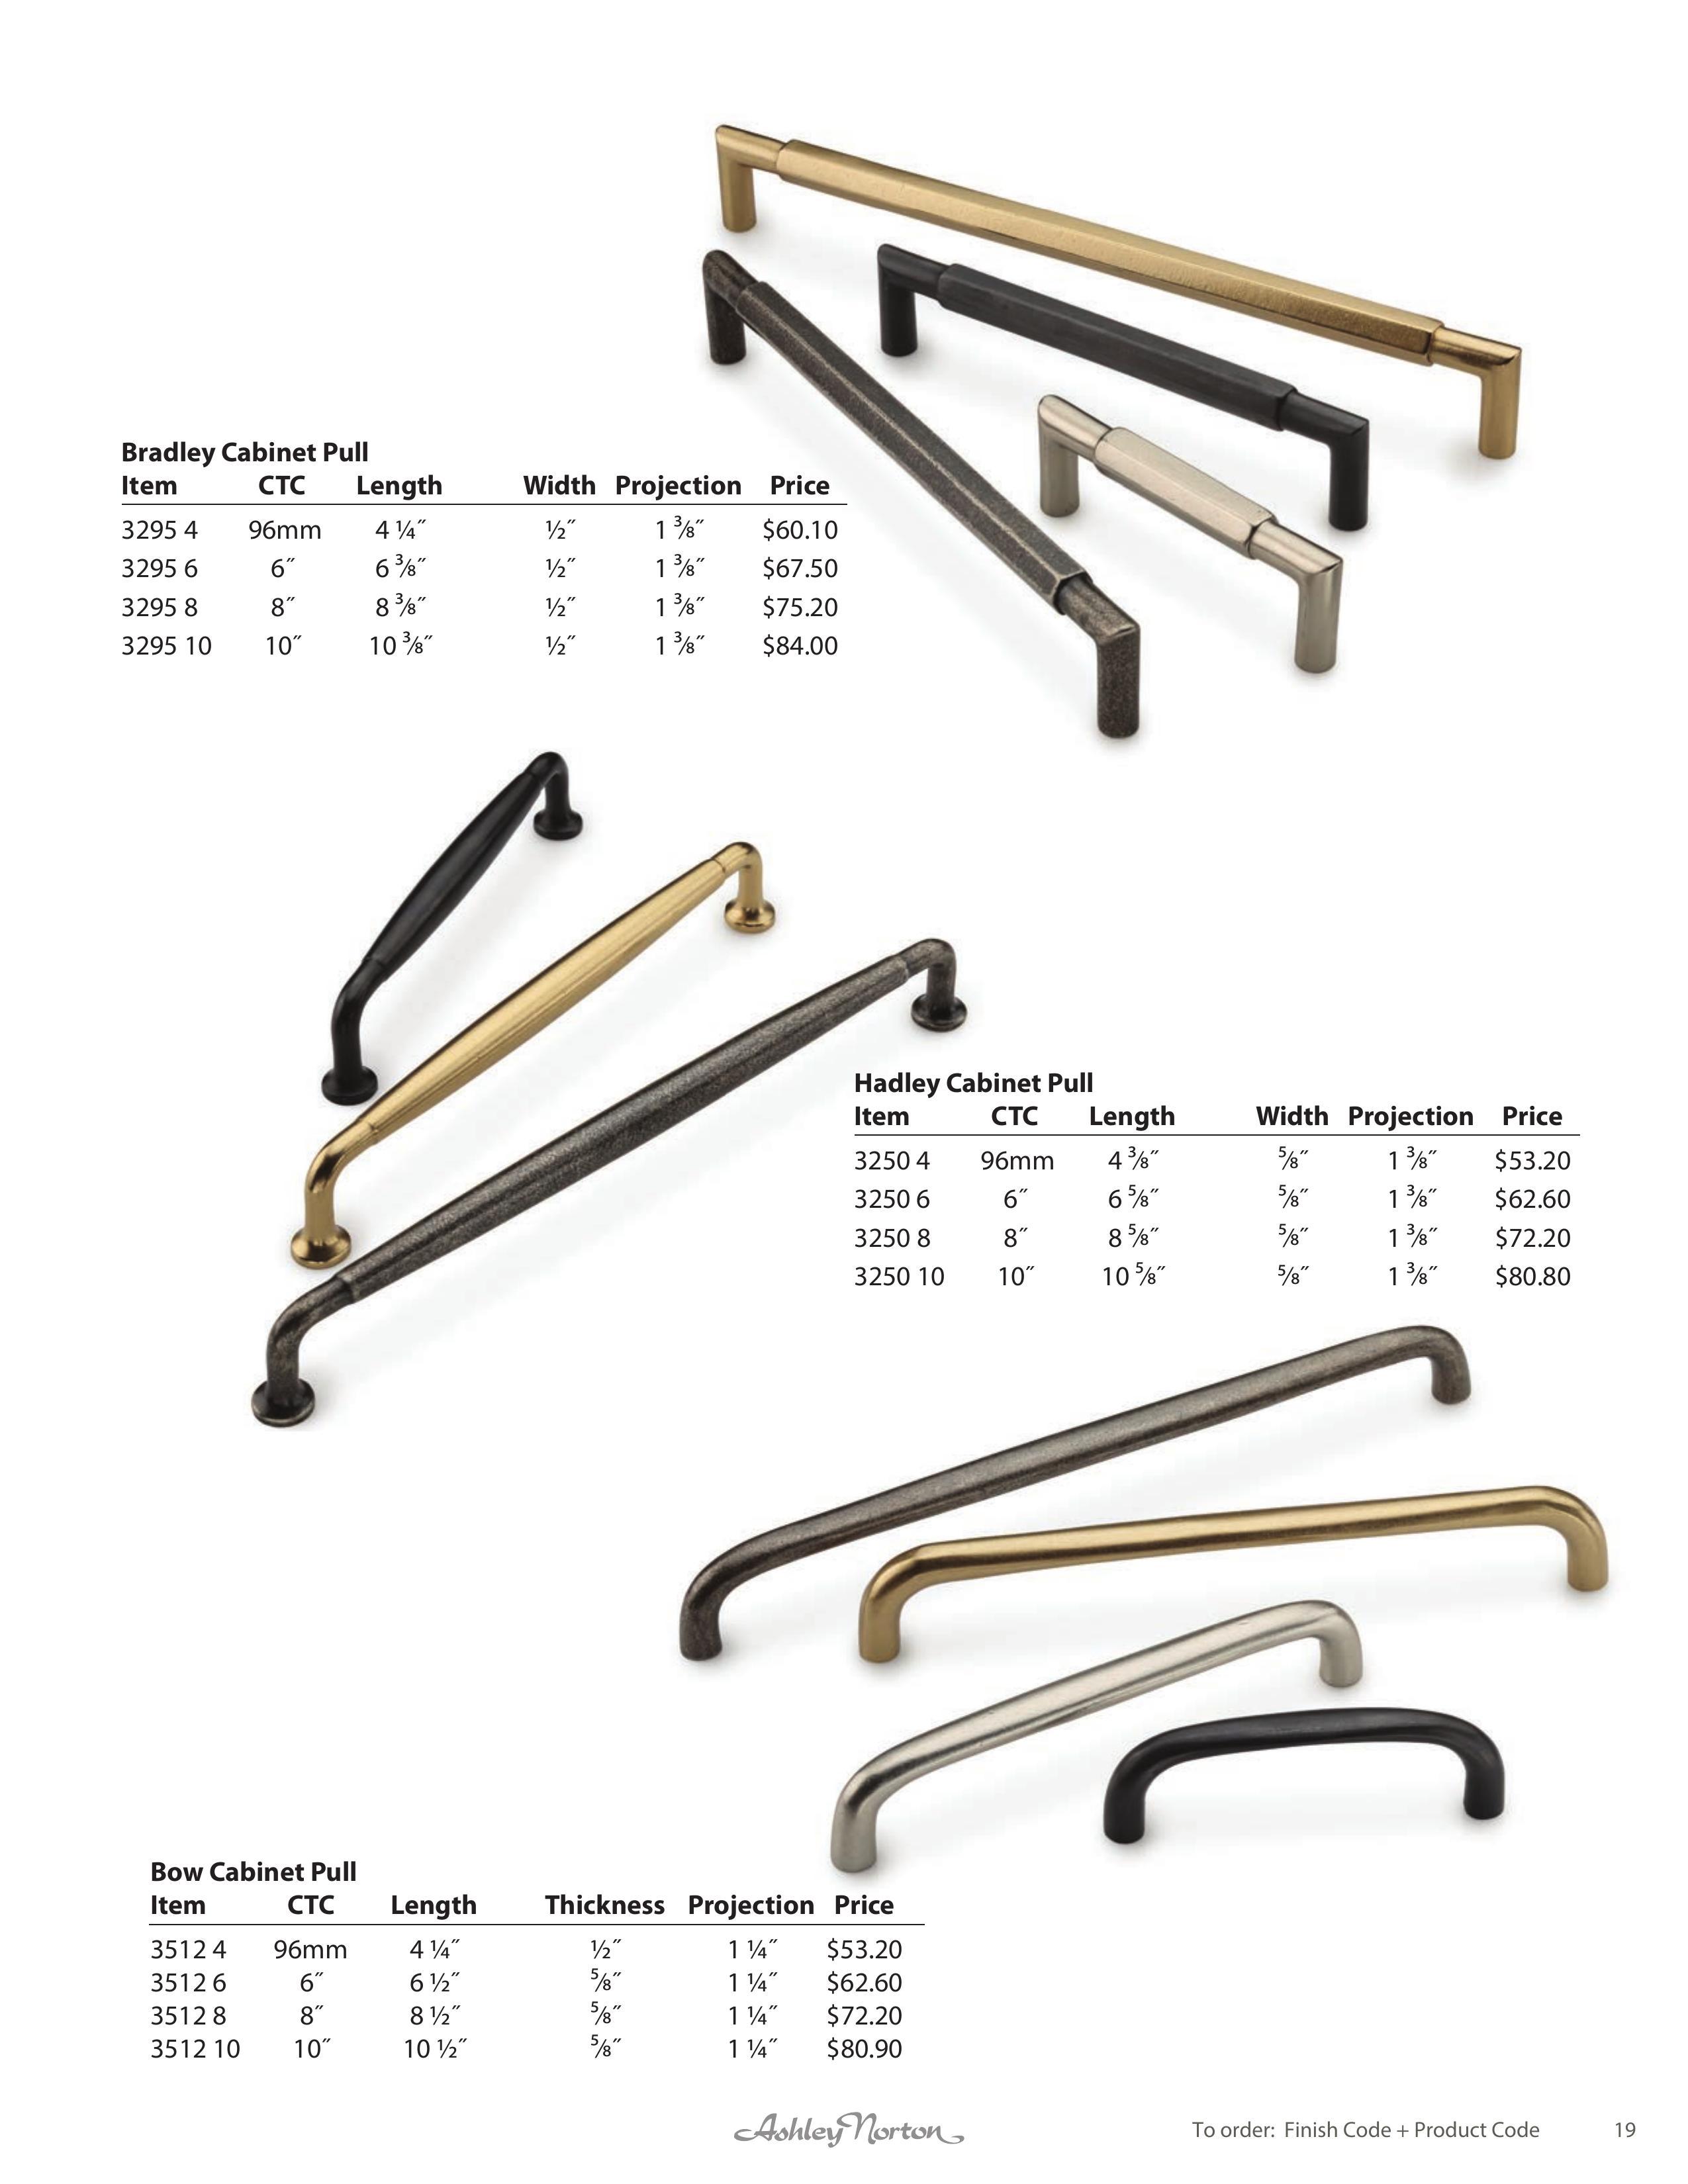 Bradley Cabinet Pull
Item CTC Length Width Projection Price
3295 4 96mm 4 ¼″ ½″ 1 ⅜″ $60.10
3295 6 6″ 6 ⅜″ ½″ 1 ⅜″ $67.50
3295 8 8″ 8 ⅜″ ½″ 1 ⅜″ $75.20
3295 10 10″ 10 ⅜″ ½″ 1 ⅜″ $84.00
Hadley Cabinet Pull
Item CTC Length Width Projection Price
3250 4 96mm 4 ⅜″ ⅝″ 1 ⅜″ $53.20
3250 6 6″ 6 ⅝″ ⅝″ 1 ⅜″ $62.60
3250 8 8″ 8 ⅝″ ⅝″ 1 ⅜″ $72.20
3250 10 10″ 10 ⅝″ ⅝″ 1 ⅜″ $80.80
Bow Cabinet Pull
Item CTC Length Thickness Projection Price
3512 4 96mm 4 ¼″ ½″ 1 ¼″ $53.20
3512 6 6″ 6 ½″ ⅝″ 1 ¼″ $62.60
3512 8 8″ 8 ½″ ⅝″ 1 ¼″ $72.20
3512 10 10″ 10 ½″ ⅝″ 1 ¼″ $80.90
Ashley Norton To order: Finish Code + Product Code 19